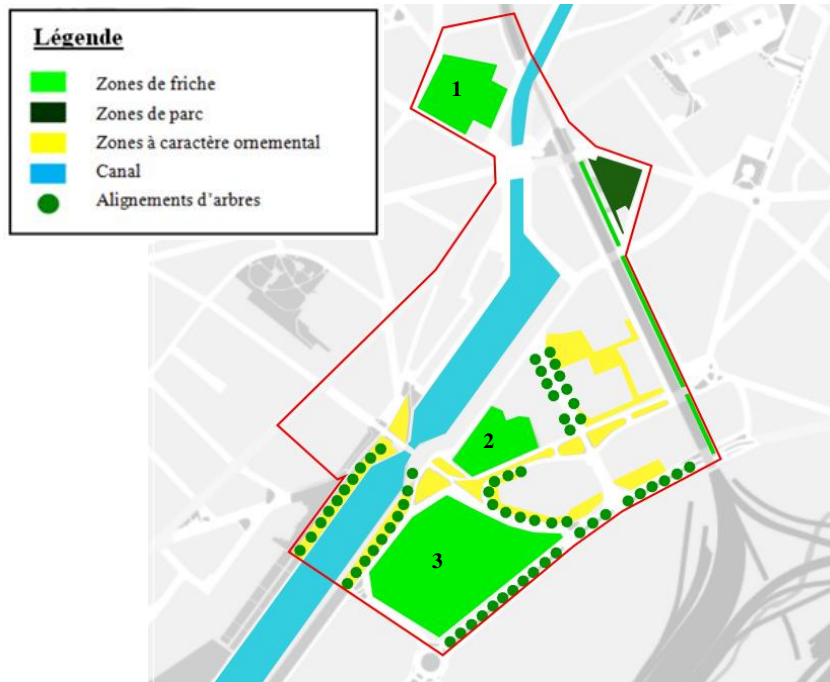 Légende
Zones de friche
Zones de parc
Zones à caractère ornemental
Canal
Alignements d'arbres
1
2
3